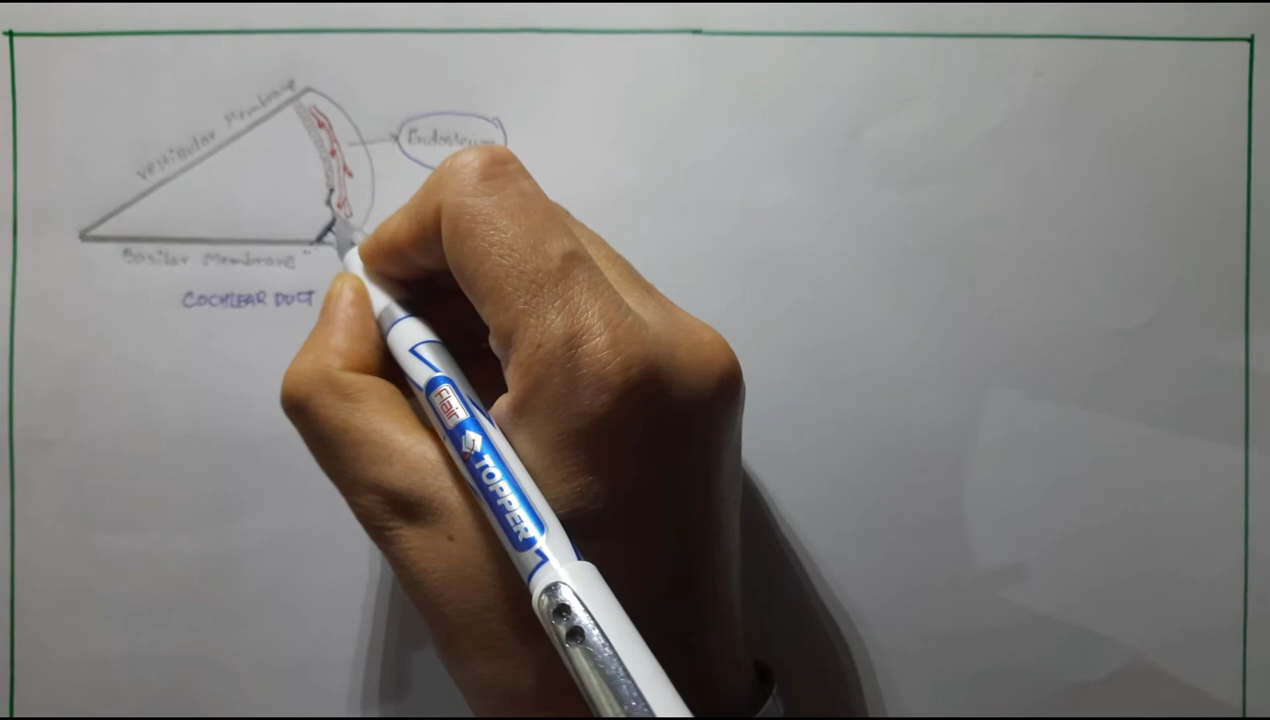 Vestibular Membrane
Endosteum
Basilar Membrane"
COCHLEAR DUCT
Flair
TOPPER